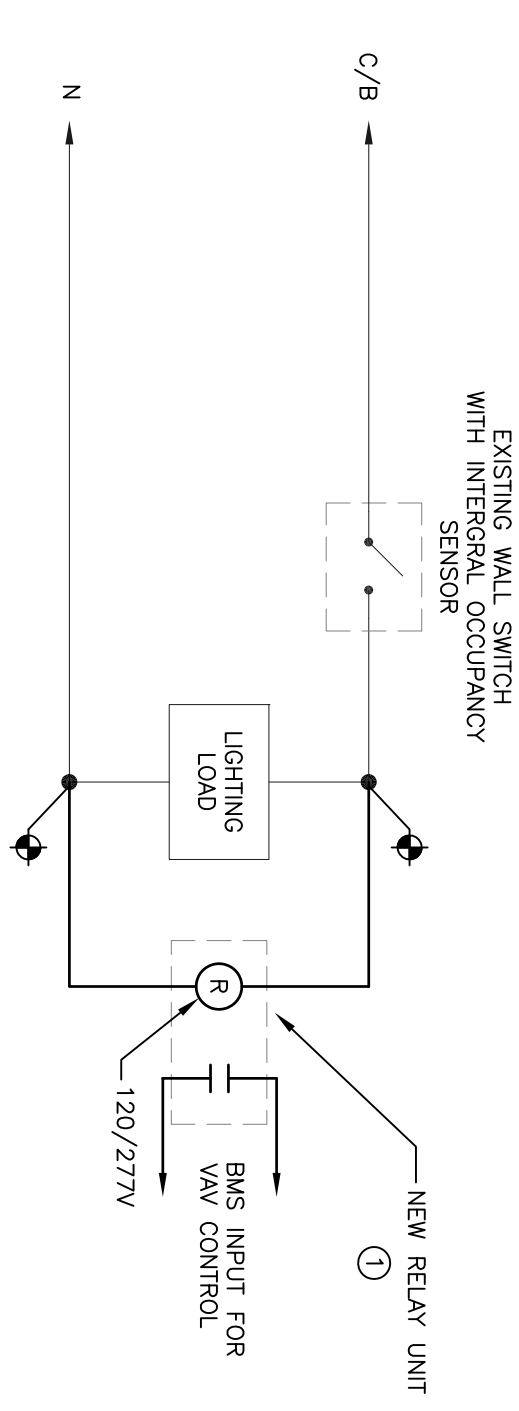 EXISTING WALL SWITCH
WITH INTERGRAL OCCUPANCY
SENSOR
C/B
N
LIGHTING
LOAD
R
120/277V
NEW RELAY UNIT
1
BMS INPUT FOR
VAV CONTROL